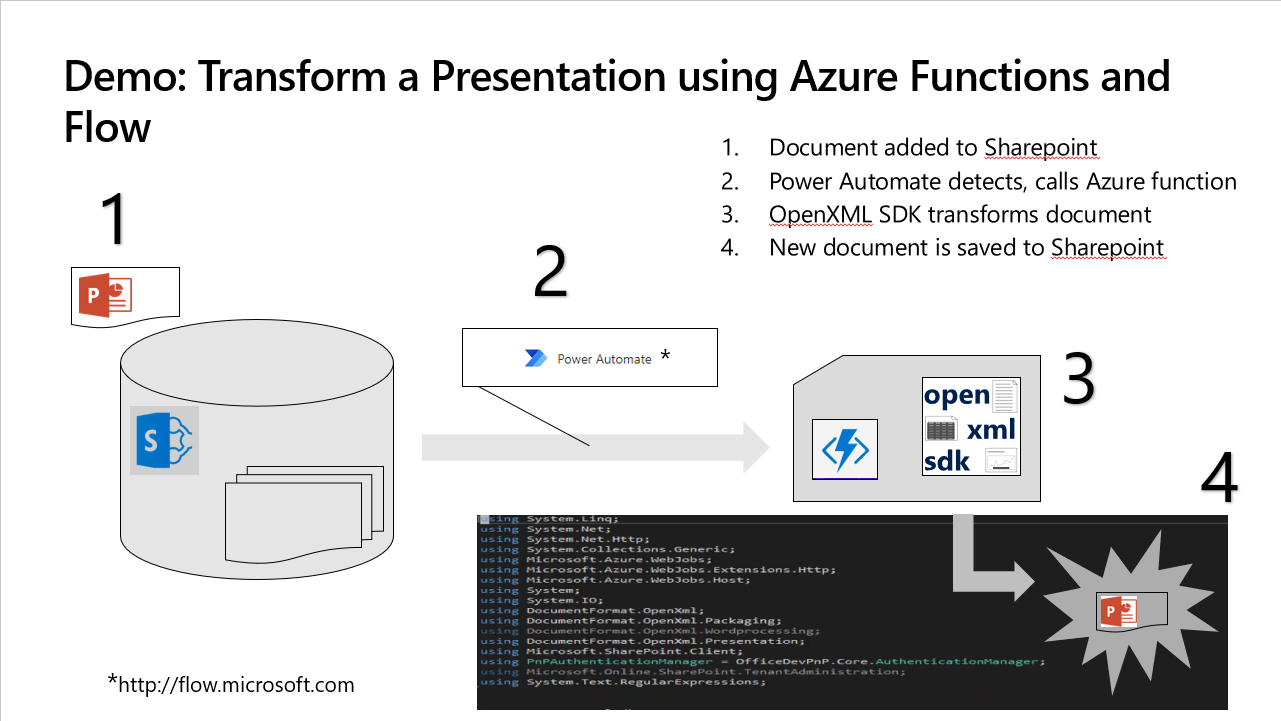 Demo: Transform a Presentation using Azure Functions and
Flow
1. Document added to Sharepoint
2. Power Automate detects, calls Azure function
3. OpenXML SDK transforms document
4. New document is saved to Sharepoint
1
P
2
Power Automate *
3
S
open
xml
sdk
4
using System.Linq;
using System.Net;
using System.Net.Http;
using System.Collections.Generic;
using Microsoft.Azure.WebJobs;
using Microsoft.Azure.WebJobs.Extensions.Http;
using Microsoft.Azure.WebJobs.Host;
using System;
using System.IO;
using DocumentFormat.OpenXml;
using DocumentFormat.OpenXml.Packaging;
using DocumentFormat.OpenXml.Wordprocessing;
using DocumentFormat.OpenXml.Presentation;
using Microsoft.SharePoint.Client;
using PnPAuthenticationManager = OfficeDevPnP.Core.AuthenticationManager;
using Microsoft.Online.SharePoint.TenantAdministration;
using System.Text.RegularExpressions;
P
*http://flow.microsoft.com